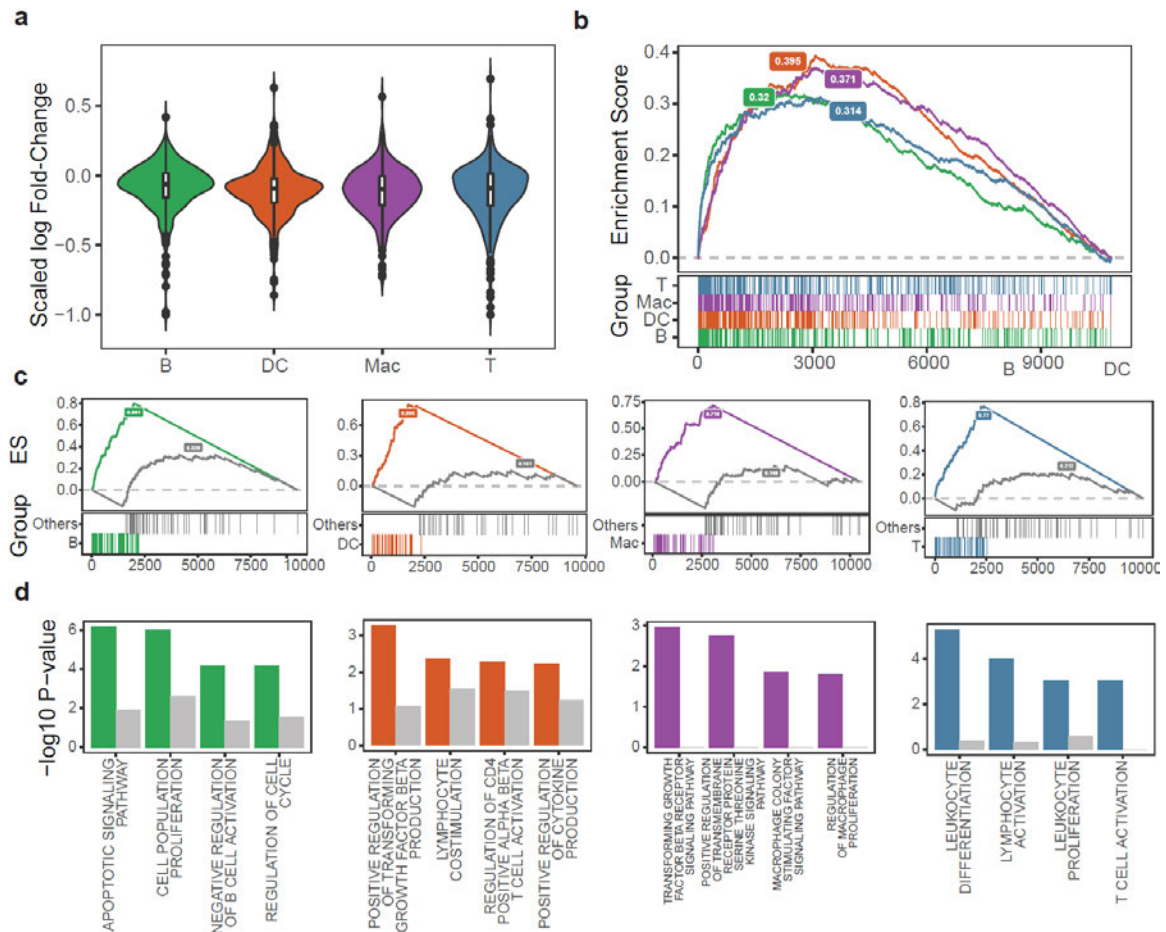 a
Scaled log Fold-Change
0.5
0.0
−0.5
−1.0
B DC Mac T
b
Enrichment Score
0.4
0.3
0.2
0.1
0.0
0.395
0.371
0.32
0.314
Group
T
Mac
DC
B
0 3000 6000 9000
B DC
c
ES
Group
0.8
0.4
0.0
Others
B
0 2500 5000 7500 10000
0.8
0.6
0.4
0.2
0.0
Others
DC
0 2500 5000 7500 10000
0.75
0.50
0.25
0.00
Others
Mac
0 2500 5000 7500 10000
0.8
0.6
0.4
0.2
0.0
0.77
Others
T
0 2500 5000 7500 10000
d
−log10 P-value
6
4
2
0
APOPTOTIC SIGNALING
PATHWAY
CELL POPULATION
PROLIFERATION
NEGATIVE REGULATION
OF B CELL ACTIVATION
REGULATION OF CELL
CYCLE
3
2
1
0
POSITIVE REGULATION
OF TRANSFORMING
GROWTH FACTOR BETA
PRODUCTION
LYMPHOCYTE
COSTIMULATION
REGULATION OF CD4
POSITIVE ALPHA BETA
T CELL ACTIVATION
POSITIVE REGULATION
OF CYTOKINE
PRODUCTION
3
2
1
0
TRANSFORMING GROWTH
FACTOR BETA RECEPTOR
SIGNALING PATHWAY
POSITIVE REGULATION
OF TRANSMEMBRANE
RECEPTOR PROTEIN
SERINE THREONINE
KINASE SIGNALING
PATHWAY
MACROPHAGE COLONY
STIMULATING FACTOR
SIGNALING PATHWAY
REGULATION
OF MACROPHAGE
PROLIFERATION
4
2
0
LEUKOCYTE
DIFFERENTIATION
LYMPHOCYTE
ACTIVATION
LEUKOCYTE
PROLIFERATION
T CELL ACTIVATION